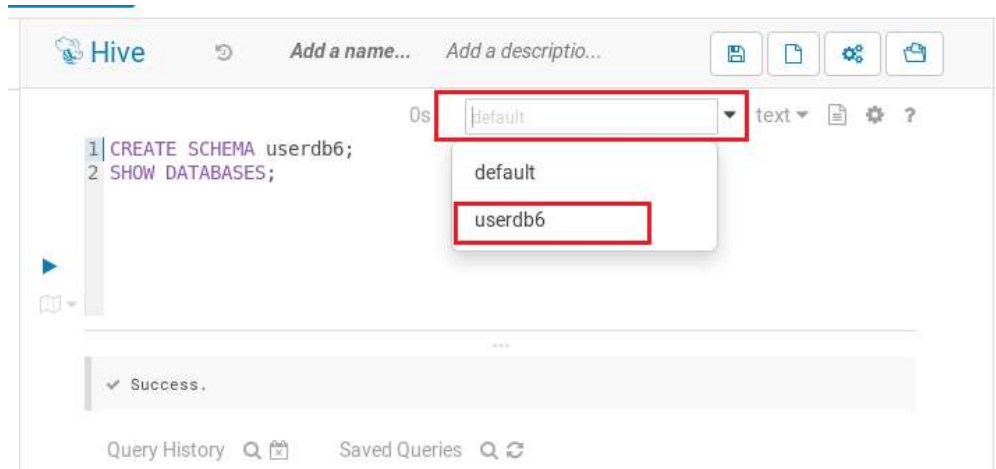 Hive Add a name... Add a descriptio...
0s default text ?
1 CREATE SCHEMA userdb6;
2 SHOW DATABASES;
default
userdb6
...
Success.
Query History Saved Queries